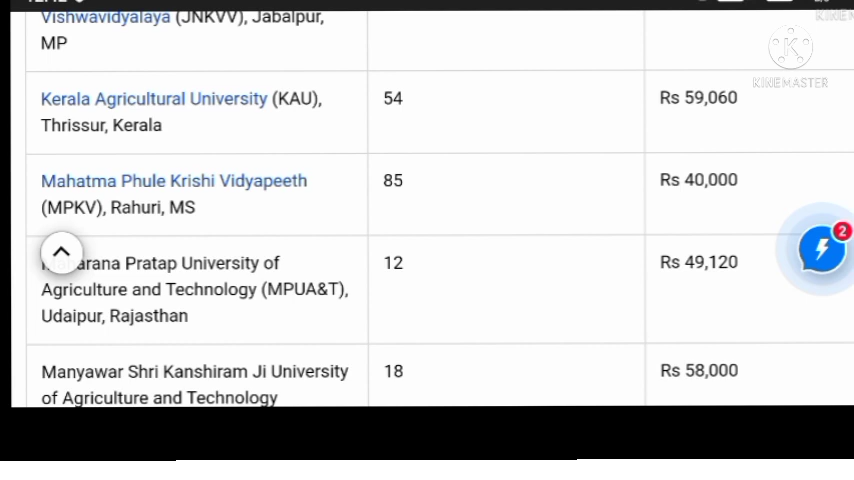 Vishwavidyalaya (JNKVV), Jabalpur,
MP
KINEMASTER
Kerala Agricultural University (KAU),
Thrissur, Kerala
54
Rs 59,060
Mahatma Phule Krishi Vidyapeeth
(MPKV), Rahuri, MS
85
Rs 40,000
Pratap University of
Agriculture and Technology (MPUA&T),
Udaipur, Rajasthan
12
Rs 49,120
2
Manyawar Shri Kanshiram Ji University
of Agriculture and Technology
18
Rs 58,000